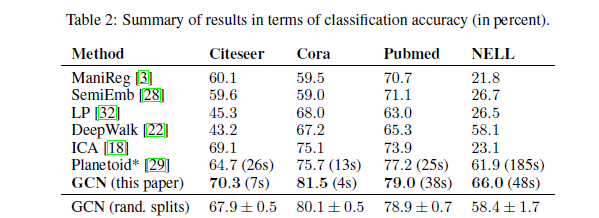 Table 2: Summary of results in terms of classification accuracy (in percent).
Method Citeseer Cora Pubmed NELL
ManiReg [3] 60.1 59.5 70.7 21.8
SemiEmb [28] 59.6 59.0 71.1 26.7
LP [32] 45.3 68.0 63.0 26.5
DeepWalk [22] 43.2 67.2 65.3 58.1
ICA [18] 69.1 75.1 73.9 23.1
Planetoid* [29] 64.7 (26s) 75.7 (13s) 77.2 (25s) 61.9 (185s)
GCN (this paper) 70.3 (7s) 81.5 (4s) 79.0 (38s) 66.0 (48s)
GCN (rand. splits) 67.9 ± 0.5 80.1 ± 0.5 78.9 ± 0.7 58.4 ± 1.7